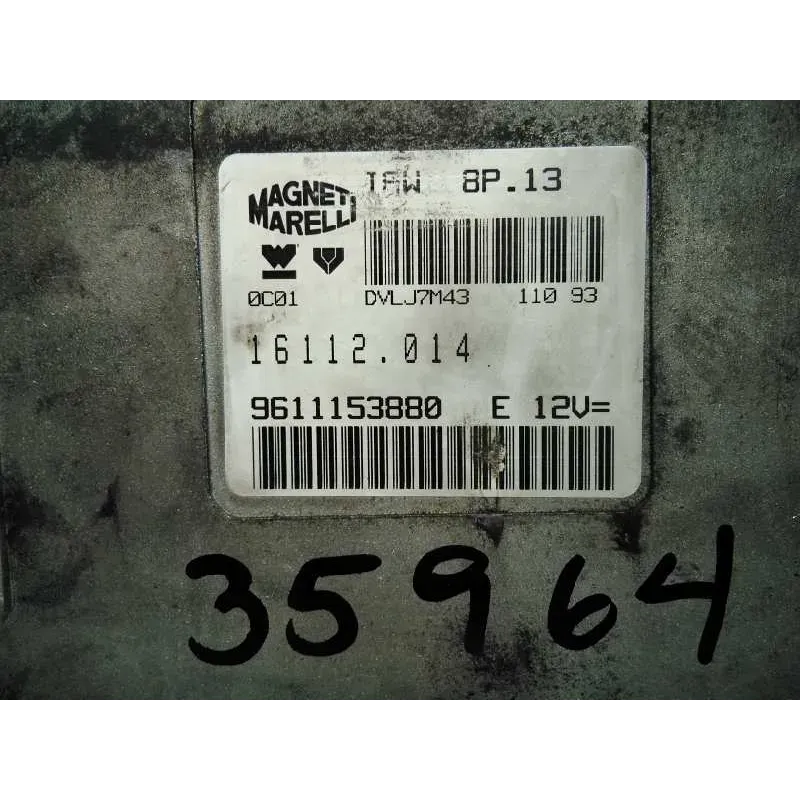 MAGNETI MARELLI
IAW 8P.13
0C01 DVLJ7M43 110 93
16112.014
9611153880 E 12V=
35964